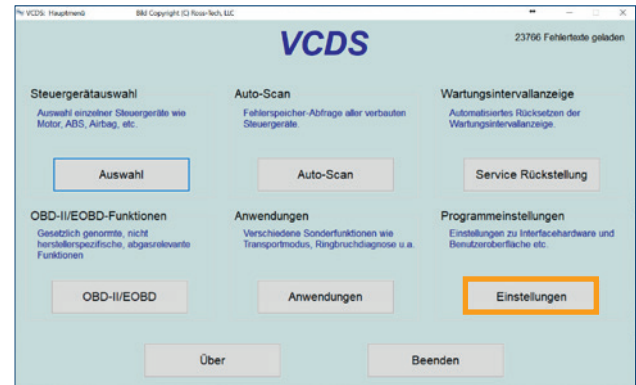 VCDS: Hauptmenü
Bild Copyright (C) Ross-Tech, LLC
VCDS
23766 Fehlertexte geladen
Steuergerätauswahl
Auswahl einzelner Steuergeräte wie
Motor, ABS, Airbag, etc.
Auswahl
Auto-Scan
Fehlerspeicher-Abfrage aller verbauten
Steuergeräte.
Auto-Scan
Wartungsintervallanzeige
Automatisiertes Rücksetzen der
Wartungsintervalanzeige.
Service Rückstellung
OBD-II/EOBD-Funktionen
Gesetzlich genormte, nicht
herstellerspezifische, abgasrelevante
Funktionen
OBD-II/EOBD
Anwendungen
Verschiedene Sonderfunktionen wie
Transportmodus, Ringbruchdiagnose u.a.
Anwendungen
Programmeinstellungen
Einstellungen zu Interfacehardware und
Benutzeroberfläche etc.
Einstellungen
Über
Beenden